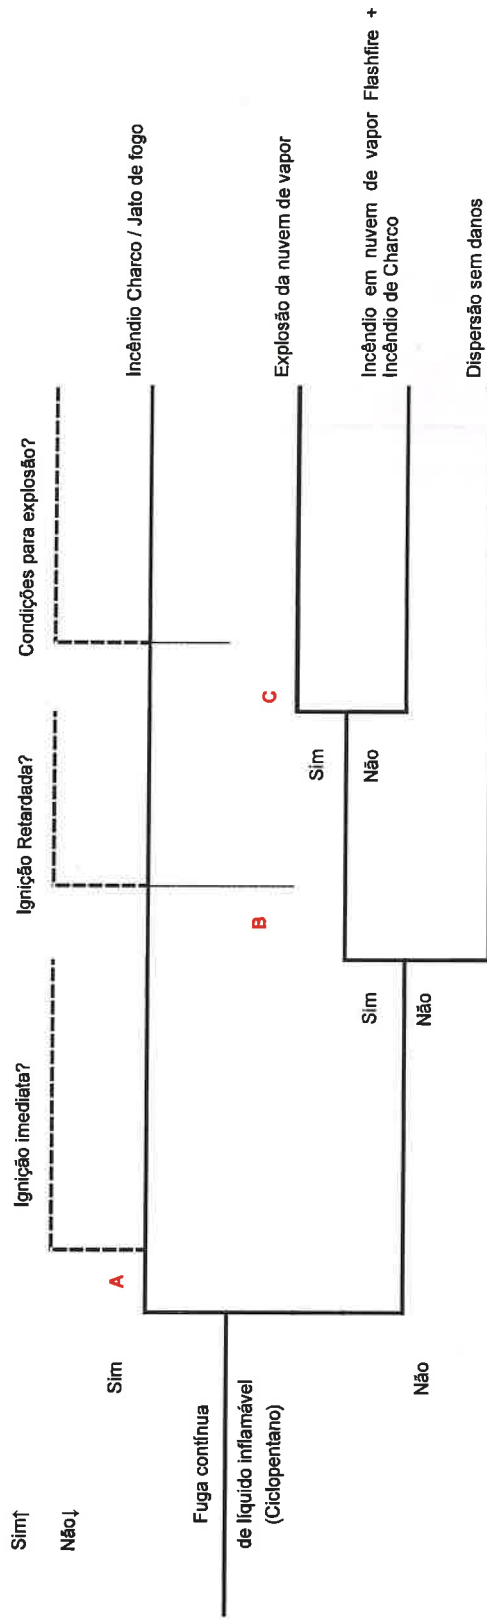 Sim↑
Não↓
Ignição imediata?
Ignição Retardada?
Condições para explosão?
Sim
A
Incêndio Charco / Jato de fogo
Fuga contínua
de líquido inflamável
(Ciclopentano)
B
C
Explosão da nuvem de vapor
Sim
Não
Incêndio em nuvem de vapor Flashfire +
Incêndio de Charco
Sim
Não
Não
Dispersão sem danos